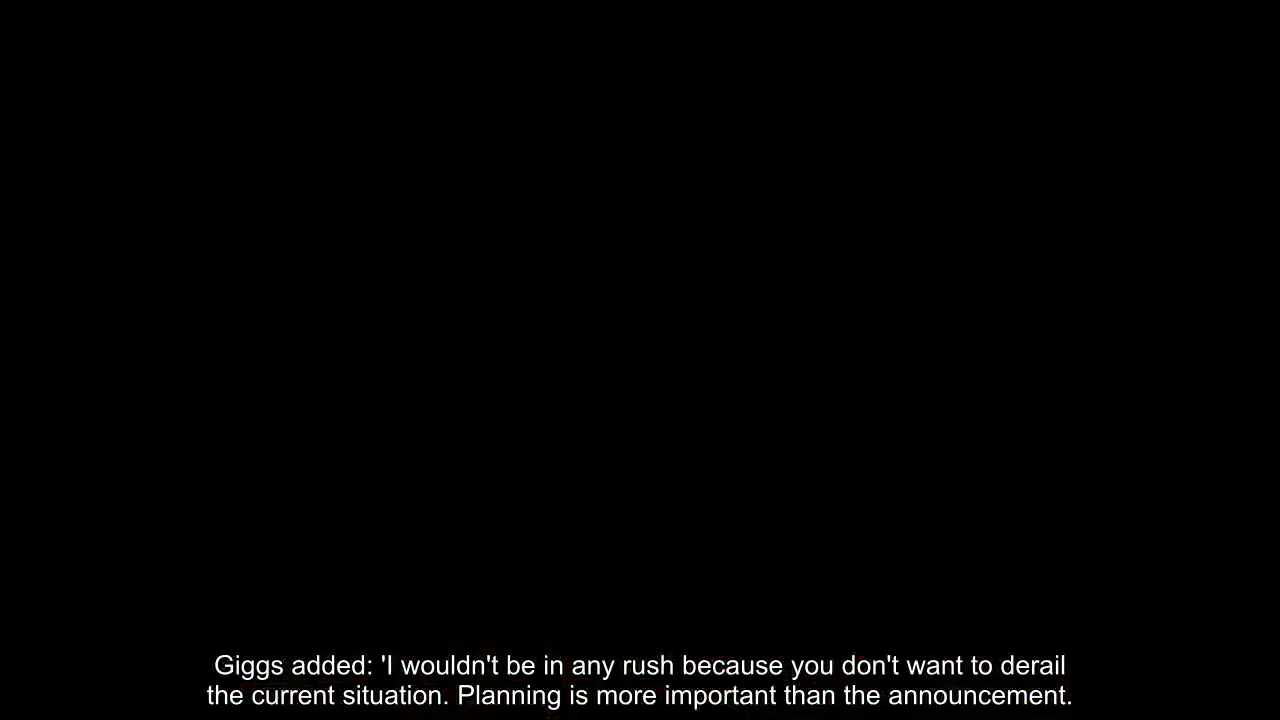 Giggs added: 'I wouldn't be in any rush because you don't want to derail
the current situation. Planning is more important than the announcement.